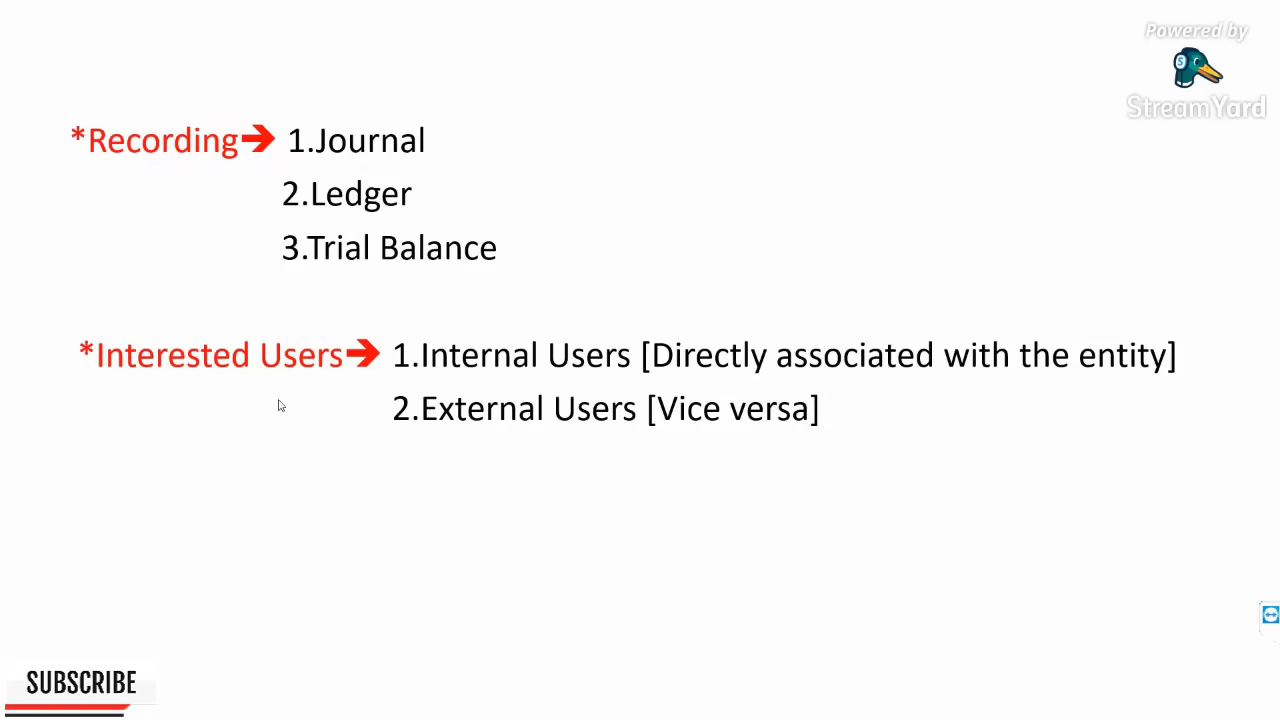 Powered by
StreamYard
*Recording➔ 1.Journal
2.Ledger
3.Trial Balance
*Interested Users➔ 1.Internal Users [Directly associated with the entity]
2.External Users [Vice versa]
SUBSCRIBE